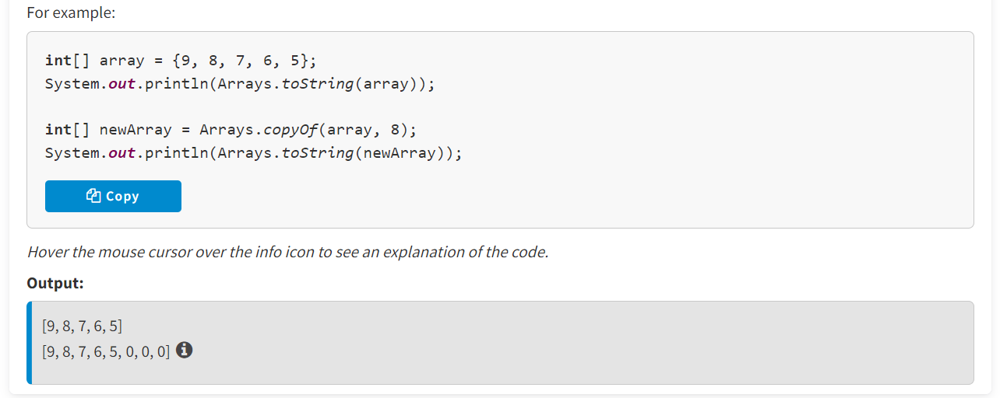 For example:
int[] array = {9, 8, 7, 6, 5};
System.out.println(Arrays.toString(array));
int[] newArray = Arrays.copyOf(array, 8);
System.out.println(Arrays.toString(newArray));
Copy
Hover the mouse cursor over the info icon to see an explanation of the code.
Output:
[9, 8, 7, 6, 5]
[9, 8, 7, 6, 5, 0, 0, 0]